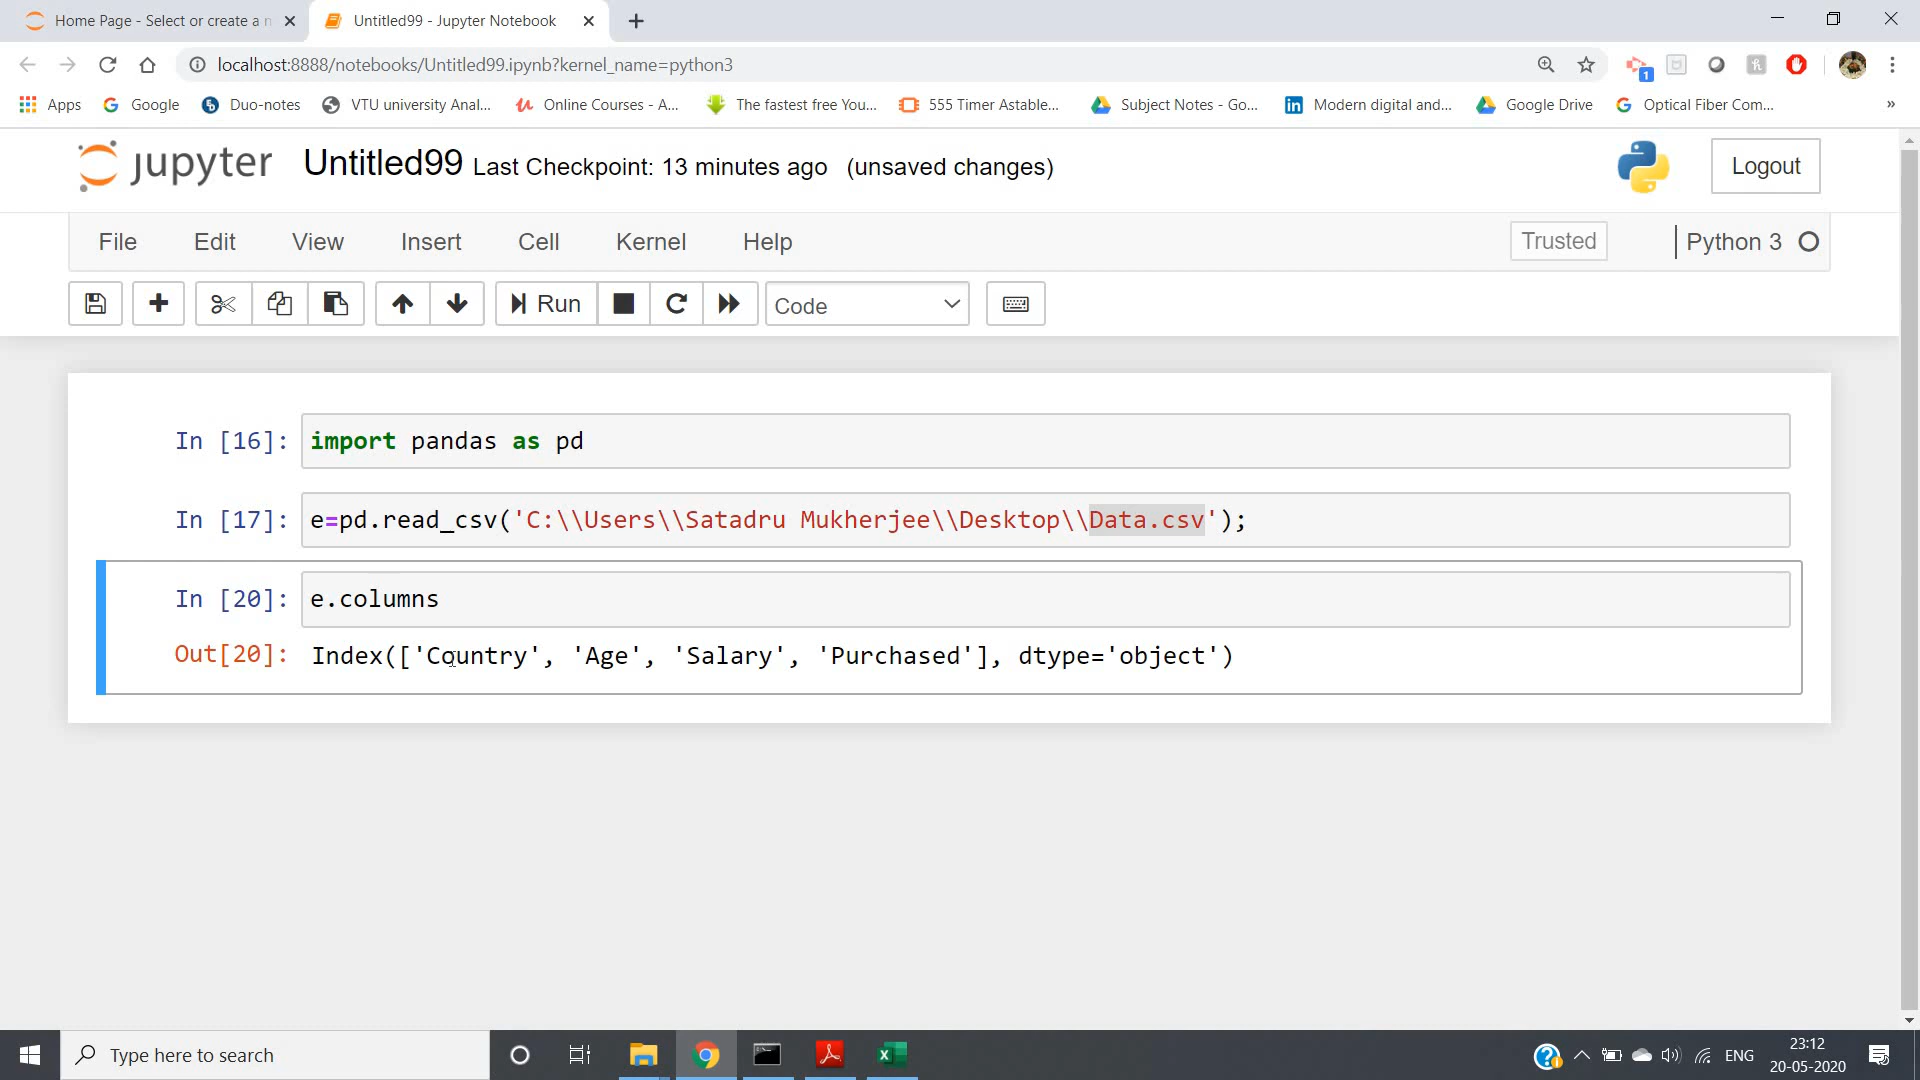 Home Page - Select or create a n
Untitled99 - Jupyter Notebook
localhost:8888/notebooks/Untitled99.ipynb?kernel_name=python3
1
Apps Google Duo-notes VTU university Anal... Online Courses - A... The fastest free You... 555 Timer Astable... Subject Notes - Go... Modern digital and... Google Drive Optical Fiber Com... »
jupyter Untitled99 Last Checkpoint: 13 minutes ago (unsaved changes) Logout
File Edit View Insert Cell Kernel Help Trusted Python 3
Run Code
In [16]: import pandas as pd
In [17]: e=pd.read_csv('C:\\Users\\Satadru Mukherjee\\Desktop\\Data.csv');
In [20]: e.columns
Out[20]: Index(['Country', 'Age', 'Salary', 'Purchased'], dtype='object')
Type here to search
ENG
23:12
20-05-2020